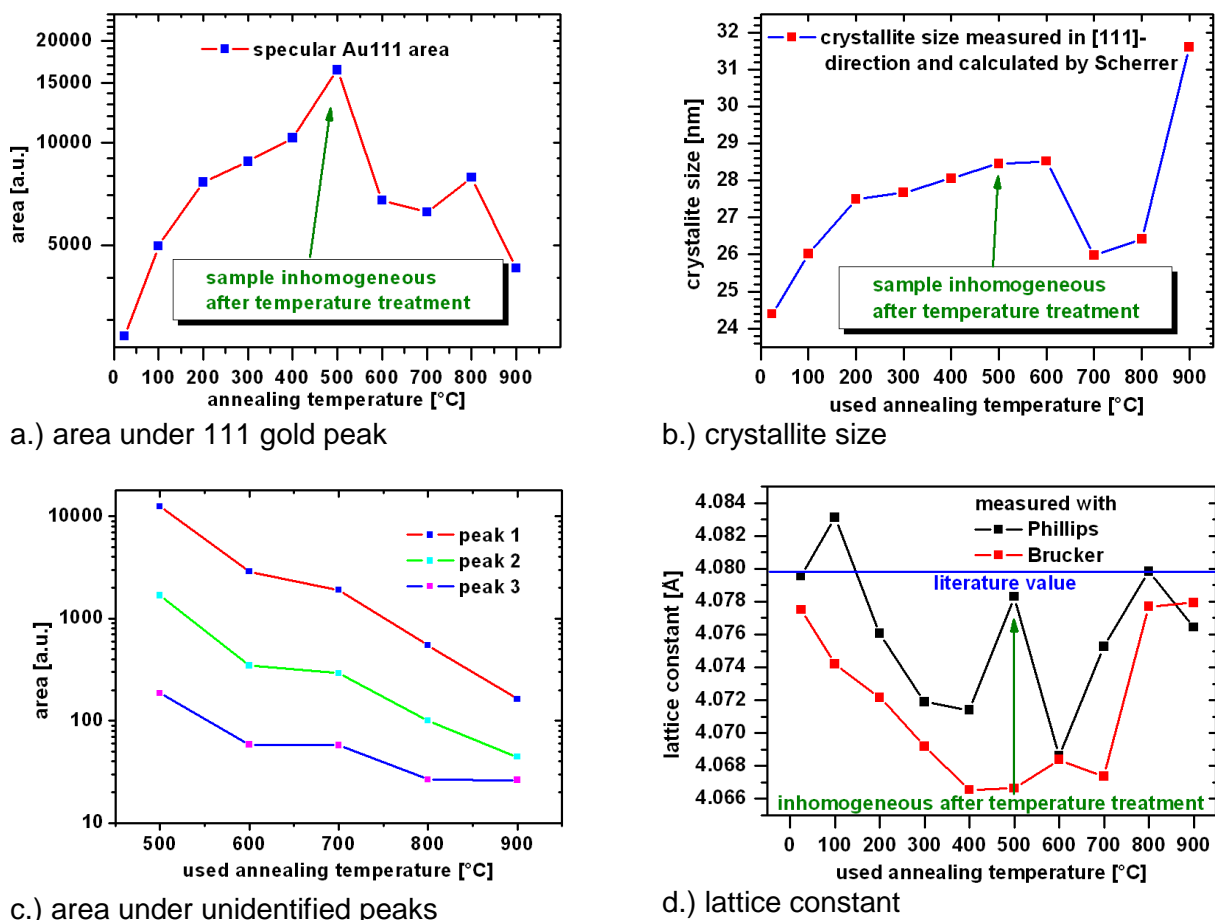 20000
15000
10000
5000
area [a.u.]
specular Au111 area
sample inhomogeneous
after temperature treatment
0 100 200 300 400 500 600 700 800 900
annealing temperature [°C]
a.) area under 111 gold peak
32
31
30
29
28
27
26
25
24
crystallite size [nm]
crystallite size measured in [111]-
direction and calculated by Scherrer
sample inhomogeneous
after temperature treatment
0 100 200 300 400 500 600 700 800 900
used annealing temperature [°C]
b.) crystallite size
10000
1000
100
10
area [a.u.]
peak 1
peak 2
peak 3
500 600 700 800 900
used annealing temperature [°C]
c.) area under unidentified peaks
4.084
4.082
4.080
4.078
4.076
4.074
4.072
4.070
4.068
4.066
lattice constant [Å]
measured with
Phillips
Brucker
literature value
inhomogeneous after temperature treatment
0 100 200 300 400 500 600 700 800 900
used annealing temperature [°C]
d.) lattice constant